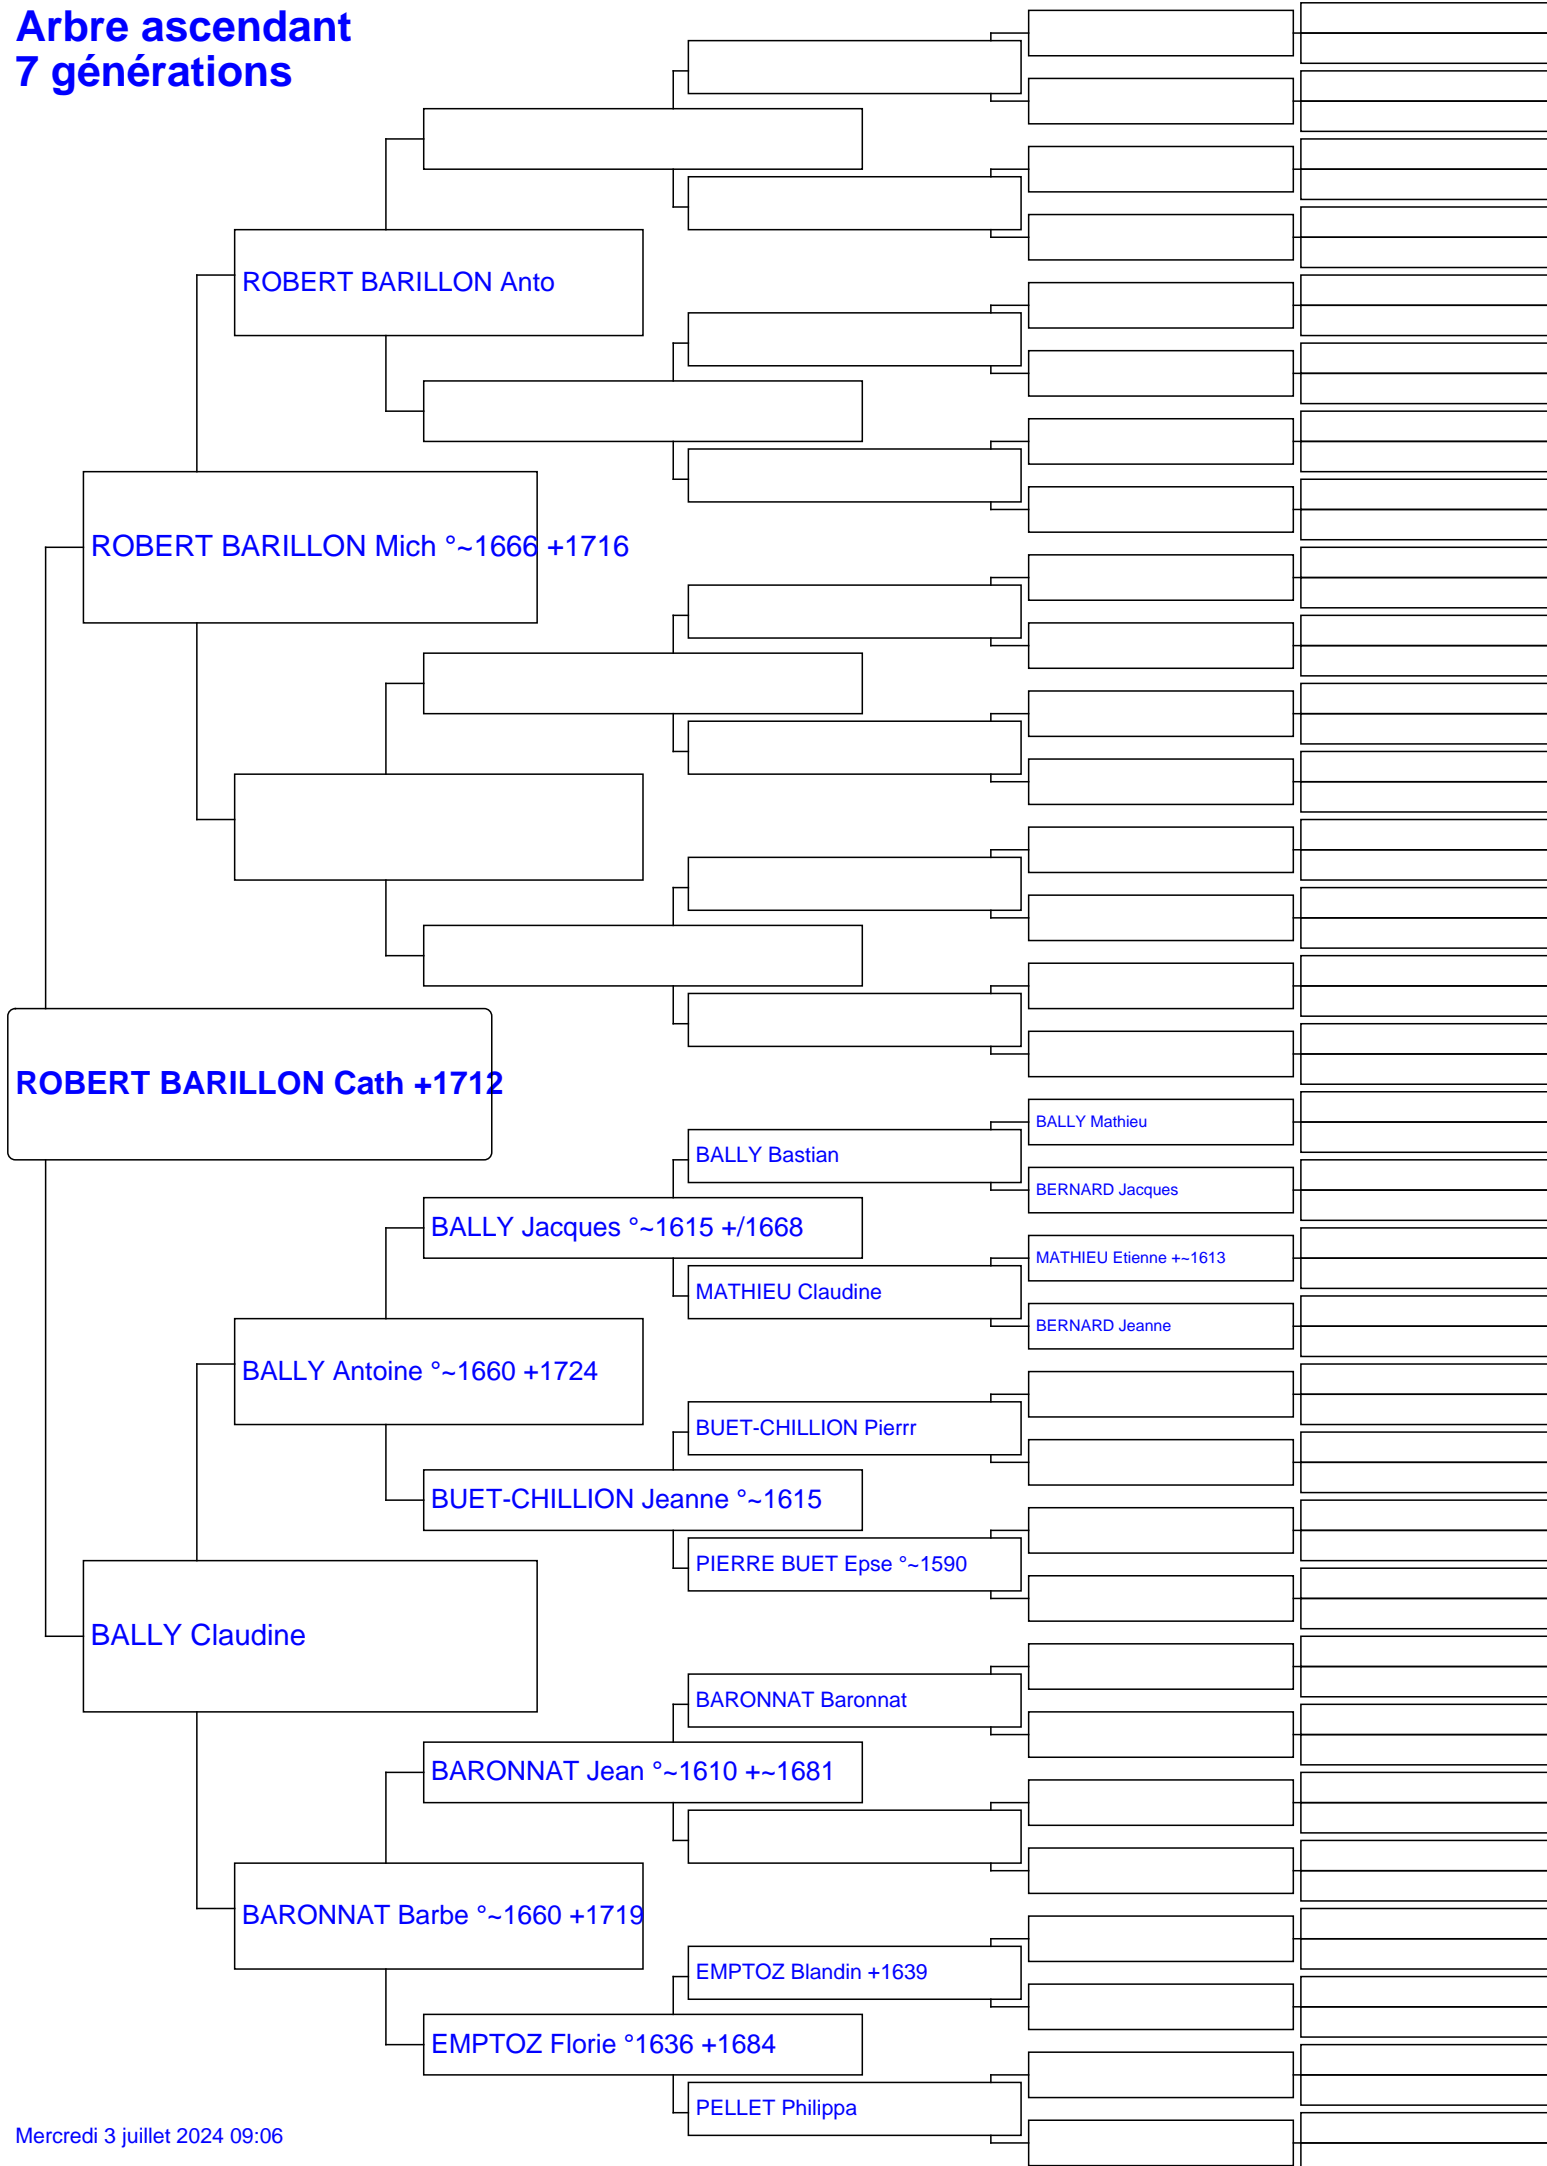 Arbre ascendant
7 générations
ROBERT BARILLON Anto
ROBERT BARILLON Mich °~1666 +1716
ROBERT BARILLON Cath +1712
BALLY Mathieu
BALLY Bastian
BERNARD Jacques
BALLY Jacques °~1615 +/1668
MATHIEU Etienne +~1613
MATHIEU Claudine
BERNARD Jeanne
BALLY Antoine °~1660 +1724
BUET-CHILLION Pierrr
BUET-CHILLION Jeanne °~1615
PIERRE BUET Epse °~1590
BALLY Claudine
BARONNAT Baronnat
BARONNAT Jean °~1610 +~1681
BARONNAT Barbe °~1660 +1719
EMPTOZ Blandin +1639
EMPTOZ Florie °1636 +1684
PELLET Philippa
Mercredi 3 juillet 2024 09:06